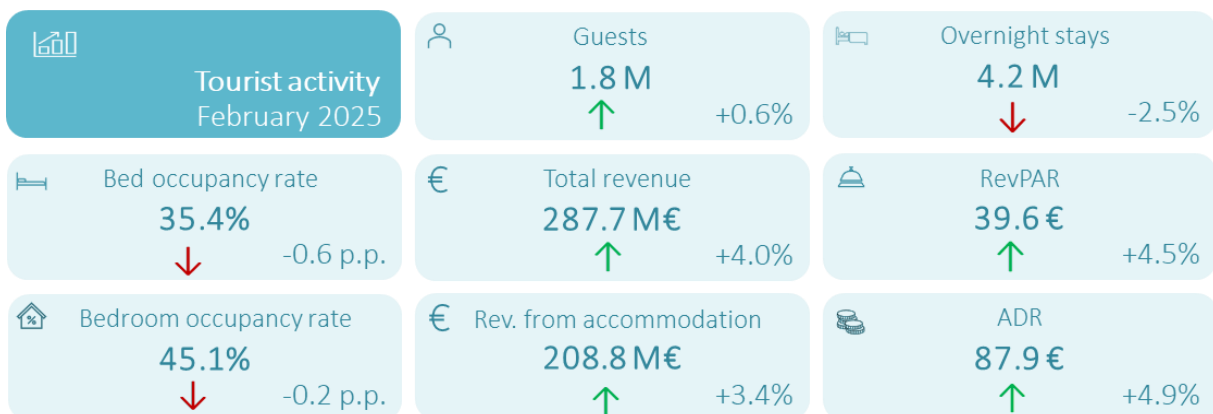 Tourist activity
February 2025
Guests
1.8 M
+0.6%
Overnight stays
4.2 M
-2.5%
Bed occupancy rate
35.4%
-0.6 p.p.
€
Total revenue
287.7 M€
+4.0%
RevPAR
39.6 €
+4.5%
%
Bedroom occupancy rate
45.1%
-0.2 p.p.
€
Rev. from accommodation
208.8 M€
+3.4%
ADR
87.9 €
+4.9%